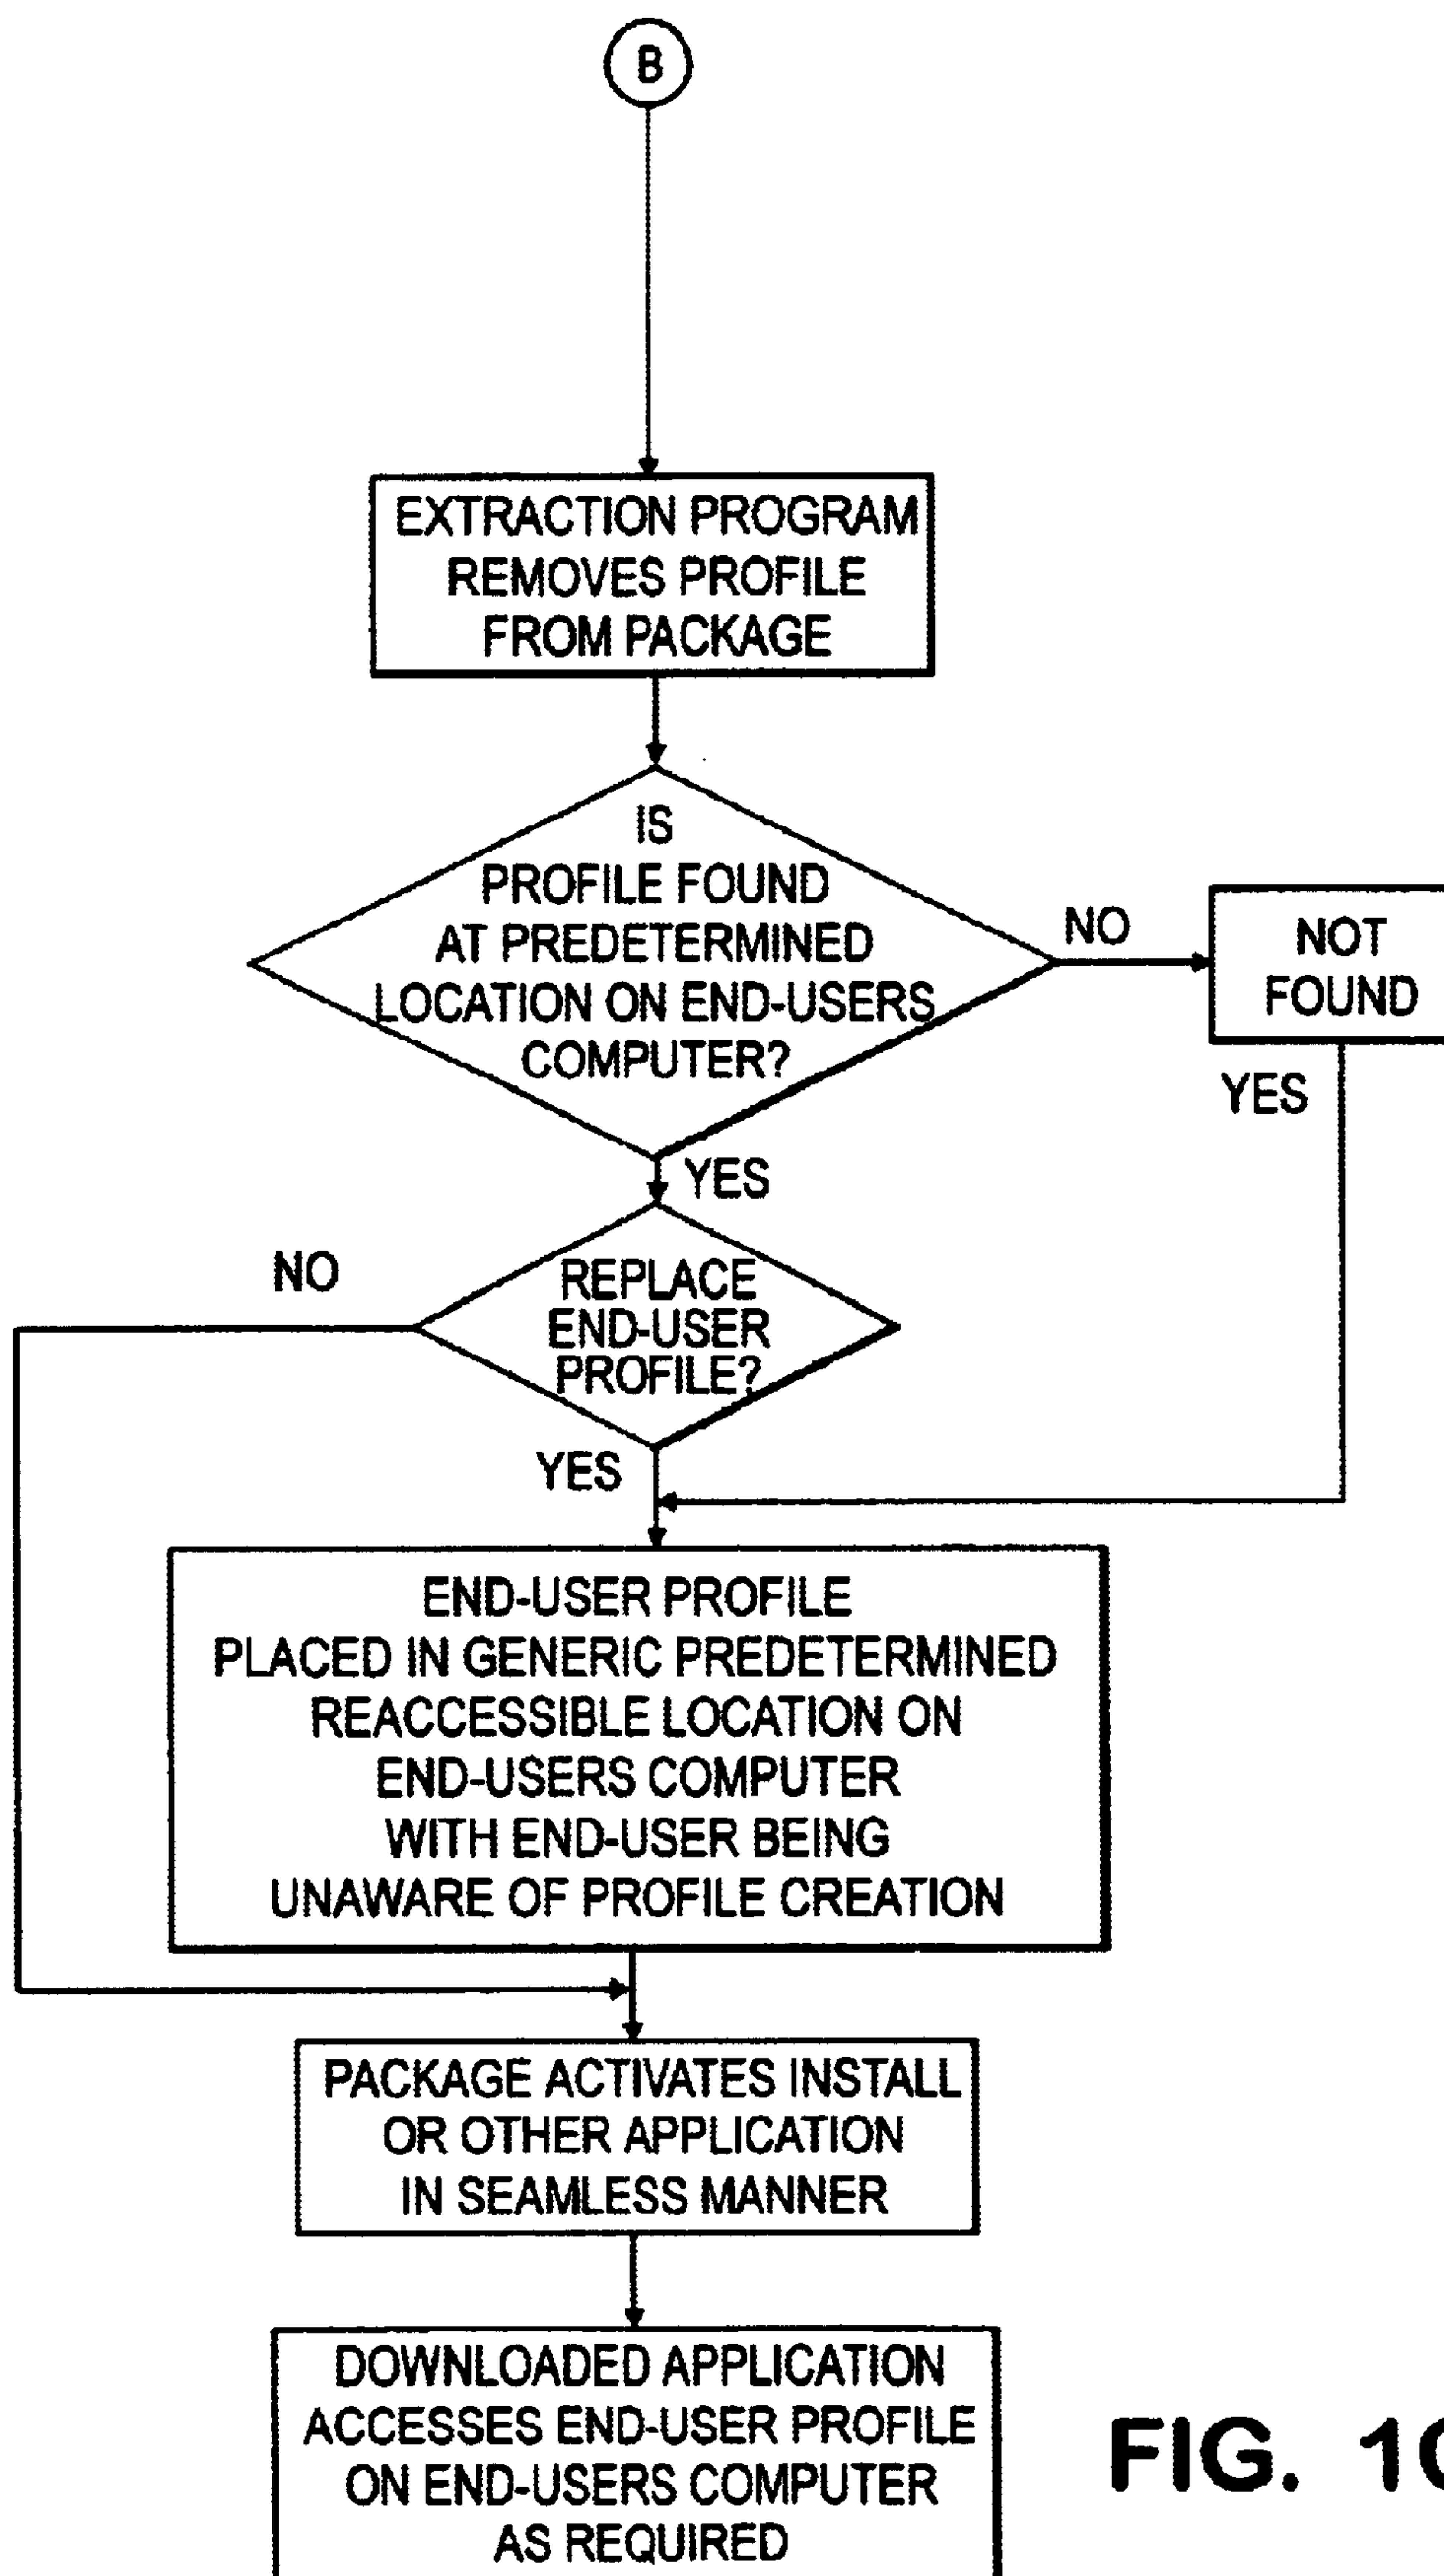 B
EXTRACTION PROGRAM
REMOVES PROFILE
FROM PACKAGE
IS
PROFILE FOUND
AT PREDETERMINED
LOCATION ON END-USERS
COMPUTER?
NO
NOT
FOUND
YES
YES
NO
REPLACE
END-USER
PROFILE?
YES
END-USER PROFILE
PLACED IN GENERIC PREDETERMINED
REACCESSIBLE LOCATION ON
END-USERS COMPUTER
WITH END-USER BEING
UNAWARE OF PROFILE CREATION
PACKAGE ACTIVATES INSTALL
OR OTHER APPLICATION
IN SEAMLESS MANNER
DOWNLOADED APPLICATION
ACCESSES END-USER PROFILE
ON END-USERS COMPUTER
AS REQUIRED
FIG.